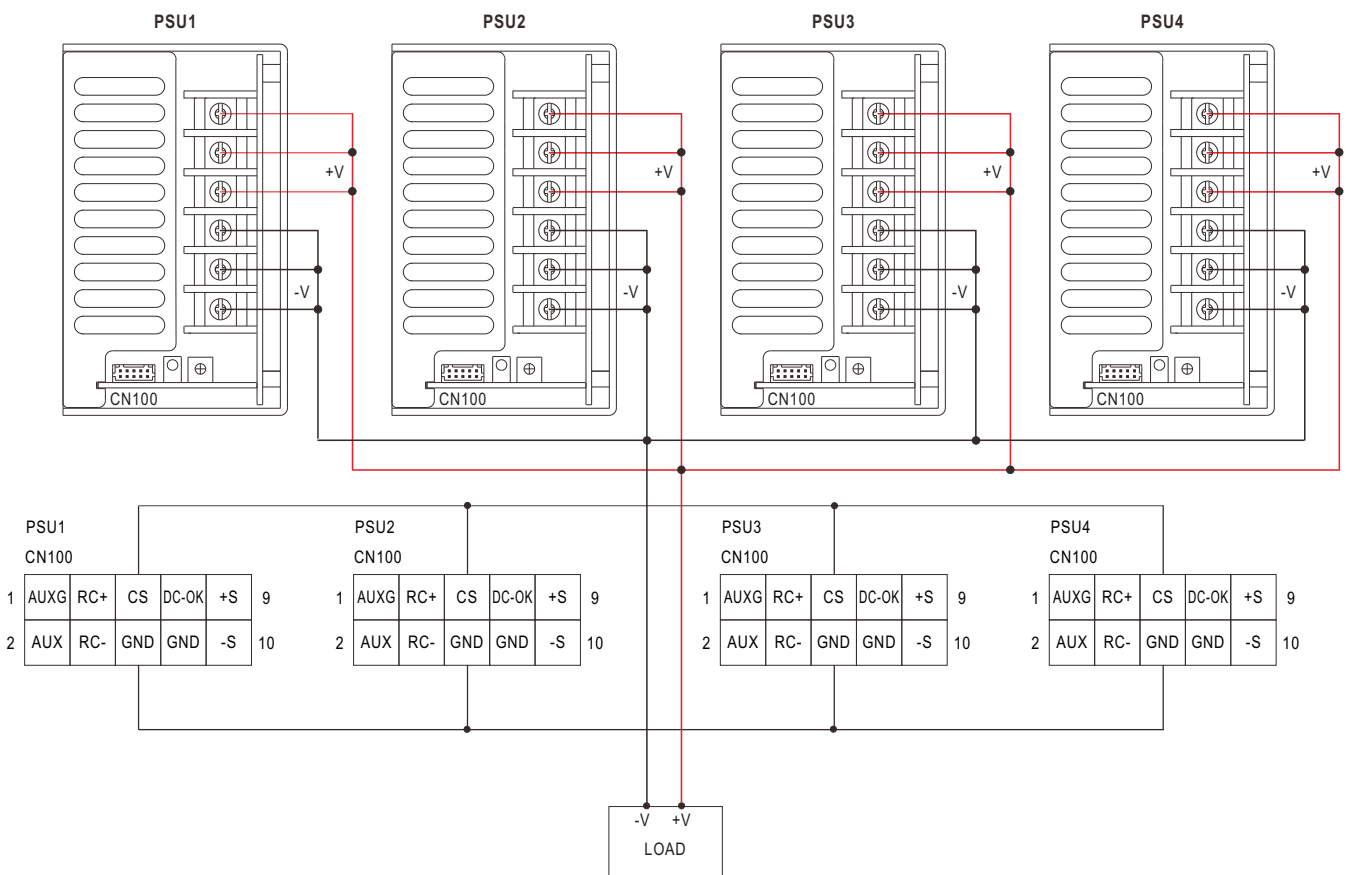 PSU1 PSU2 PSU3 PSU4
+V +V +V +V
-V -V -V -V
CN100 CN100 CN100 CN100
PSU1 PSU2 PSU3 PSU4
CN100 CN100 CN100 CN100
1 AUXG RC+ CS DC-OK +S 9 1 AUXG RC+ CS DC-OK +S 9 1 AUXG RC+ CS DC-OK +S 9 1 AUXG RC+ CS DC-OK +S 9
2 AUX RC- GND GND -S 10 2 AUX RC- GND GND -S 10 2 AUX RC- GND GND -S 10 2 AUX RC- GND GND -S 10
-V +V
LOAD